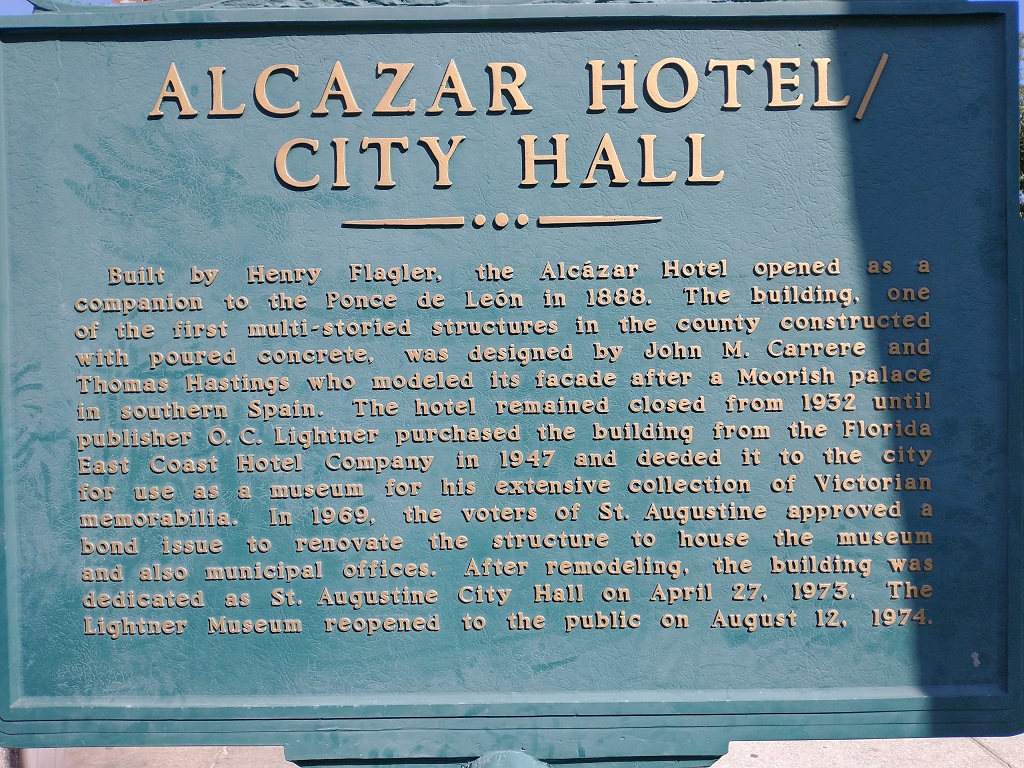 ALCAZAR HOTEL/
CITY HALL
Built by Henry Flagler, the Alcázar Hotel opened as a
companion to the Ponce de León in 1888. The building, one
of the first multi-storied structures in the county constructed
with poured concrete, was designed by John M. Carrere and
Thomas Hastings who modeled its facade after a Moorish palace
in southern Spain. The hotel remained closed from 1932 until
publisher O. C. Lightner purchased the building from the Florida
East Coast Hotel Company in 1947 and deeded it to the city
for use as a museum for his extensive collection of Victorian
memorabilia. In 1969, the voters of St. Augustine approved a
bond issue to renovate the structure to house the museum
and also municipal offices. After remodeling, the building was
dedicated as St. Augustine City Hall on April 27, 1973. The
Lightner Museum reopened to the public on August 12, 1974.